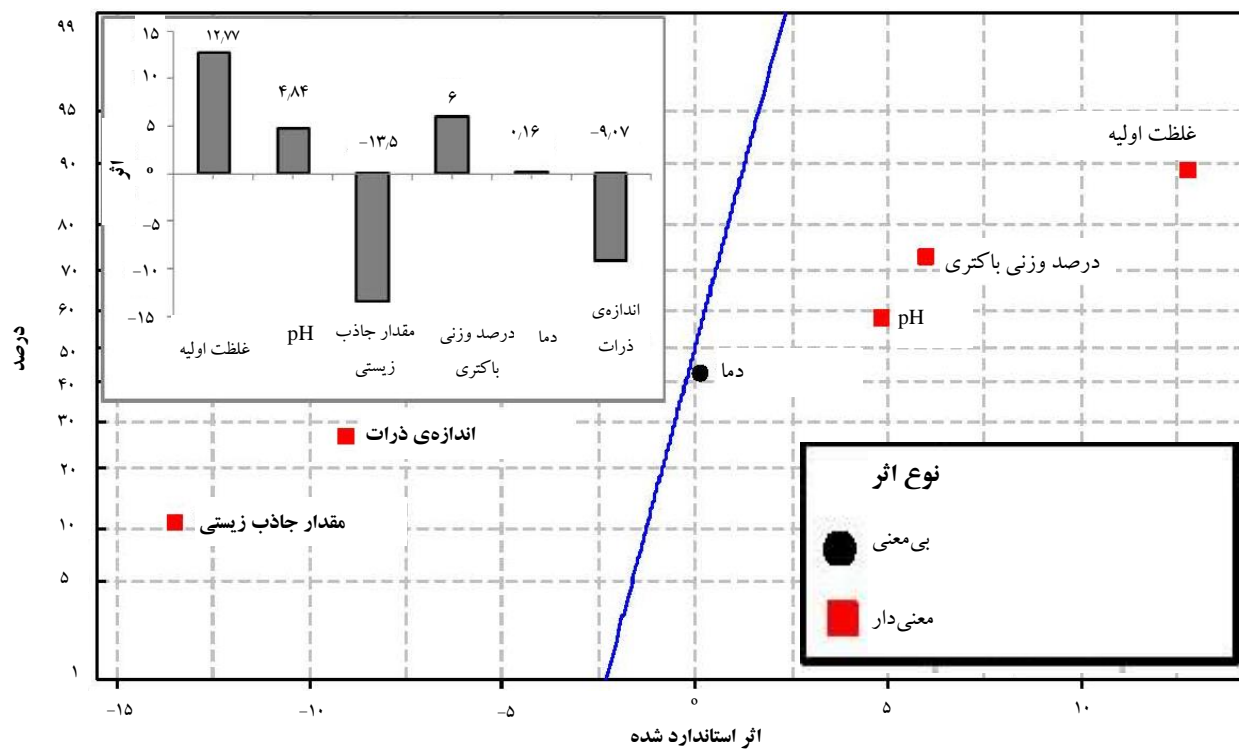 ۹۹
۹۵
۹۰
۸۰
۷۰
۶۰
۵۰
۴۰
۳۰
۲۰
۱۰
۵
۱
درصد
۱۵
۱۰
۵
۰
−۵
−۱۰
−۱۵
اثر
۱۲٫۷۷
۴٫۸۴
−۱۳٫۵
۶
۰٫۱۶
−۹٫۰۷
غلظت اولیه
pH
مقدار جاذب
زیستی
درصد وزنی
باکتری
دما
اندازه‌ی
ذرات
غلظت اولیه
درصد وزنی باکتری
pH
دما
اندازه‌ی ذرات
مقدار جاذب زیستی
نوع اثر
بی‌معنی
معنی‌دار
−۱۵
−۱۰
−۵
۰
۵
۱۰
اثر استاندارد شده